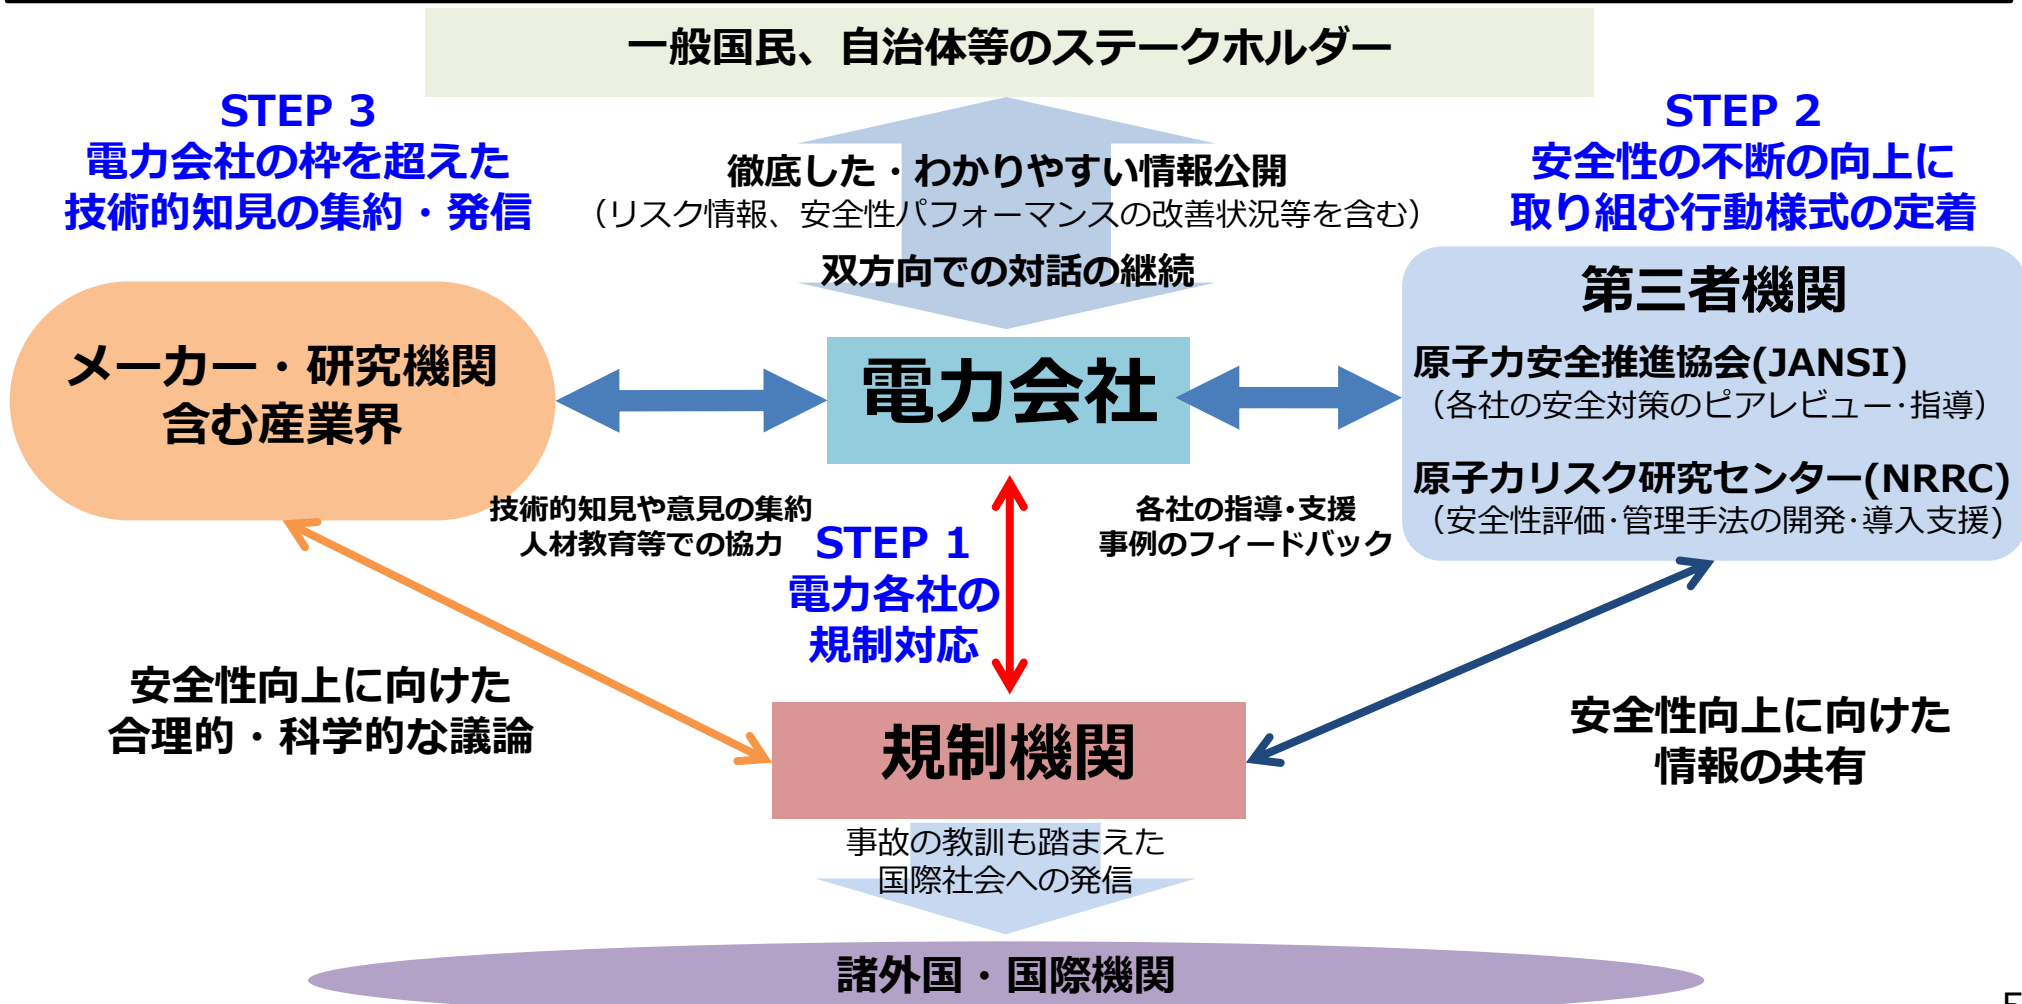 一般国民、自治体等のステークホルダー
STEP 3
電力会社の枠を超えた
技術的知見の集約・発信
徹底した・わかりやすい情報公開
（リスク情報、安全性パフォーマンスの改善状況等を含む）
双方向での対話の継続
STEP 2
安全性の不断の向上に
取り組む行動様式の定着
メーカー・研究機関
含む産業界
電力会社
第三者機関
原子力安全推進協会(JANSI)
（各社の安全対策のピアレビュー･指導）
原子力リスク研究センター(NRRC)
（安全性評価･管理手法の開発･導入支援)
技術的知見や意見の集約
人材教育等での協力
STEP 1
電力各社の
規制対応
各社の指導･支援
事例のフィードバック
安全性向上に向けた
合理的・科学的な議論
規制機関
安全性向上に向けた
情報の共有
事故の教訓も踏まえた
国際社会への発信
諸外国・国際機関